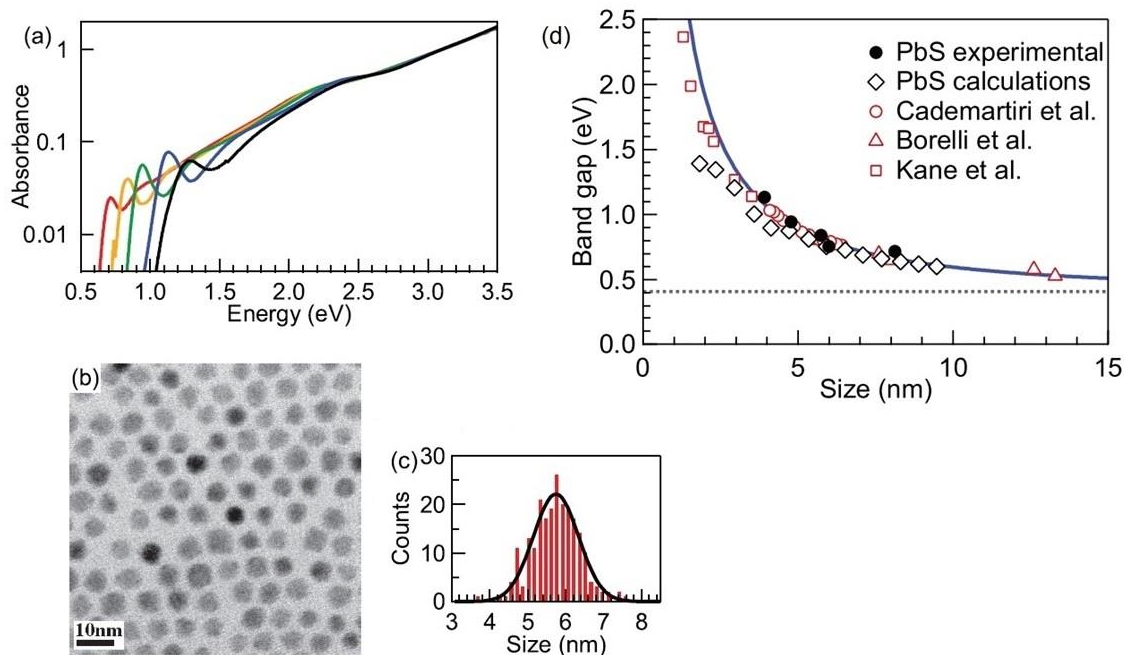 (a)
1
0.1
0.01
Absorbance
0.5 1.0 1.5 2.0 2.5 3.0 3.5
Energy (eV)
(b)
10nm
(c)
30
20
10
0
Counts
3 4 5 6 7 8
Size (nm)
(d)
2.5
2.0
1.5
1.0
0.5
0.0
Band gap (eV)
PbS experimental
PbS calculations
Cademartiri et al.
Borelli et al.
Kane et al.
0 5 10 15
Size (nm)